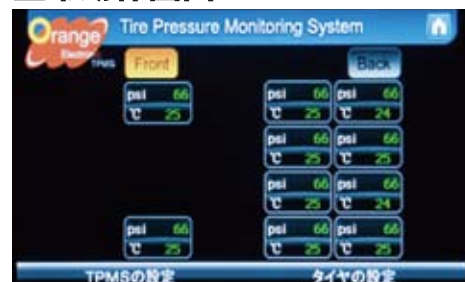 Orange Tire Pressure Monitoring System
Electronic TPMS
Front Back
psi 66 psi 66 psi 66
℃ 25 ℃ 25 ℃ 24
psi 66 psi 66
℃ 25 ℃ 25
psi 66 psi 66
℃ 25 ℃ 24
psi 66 psi 66 psi 66
℃ 25 ℃ 25 ℃ 25
TPMSの設定 タイヤの設定